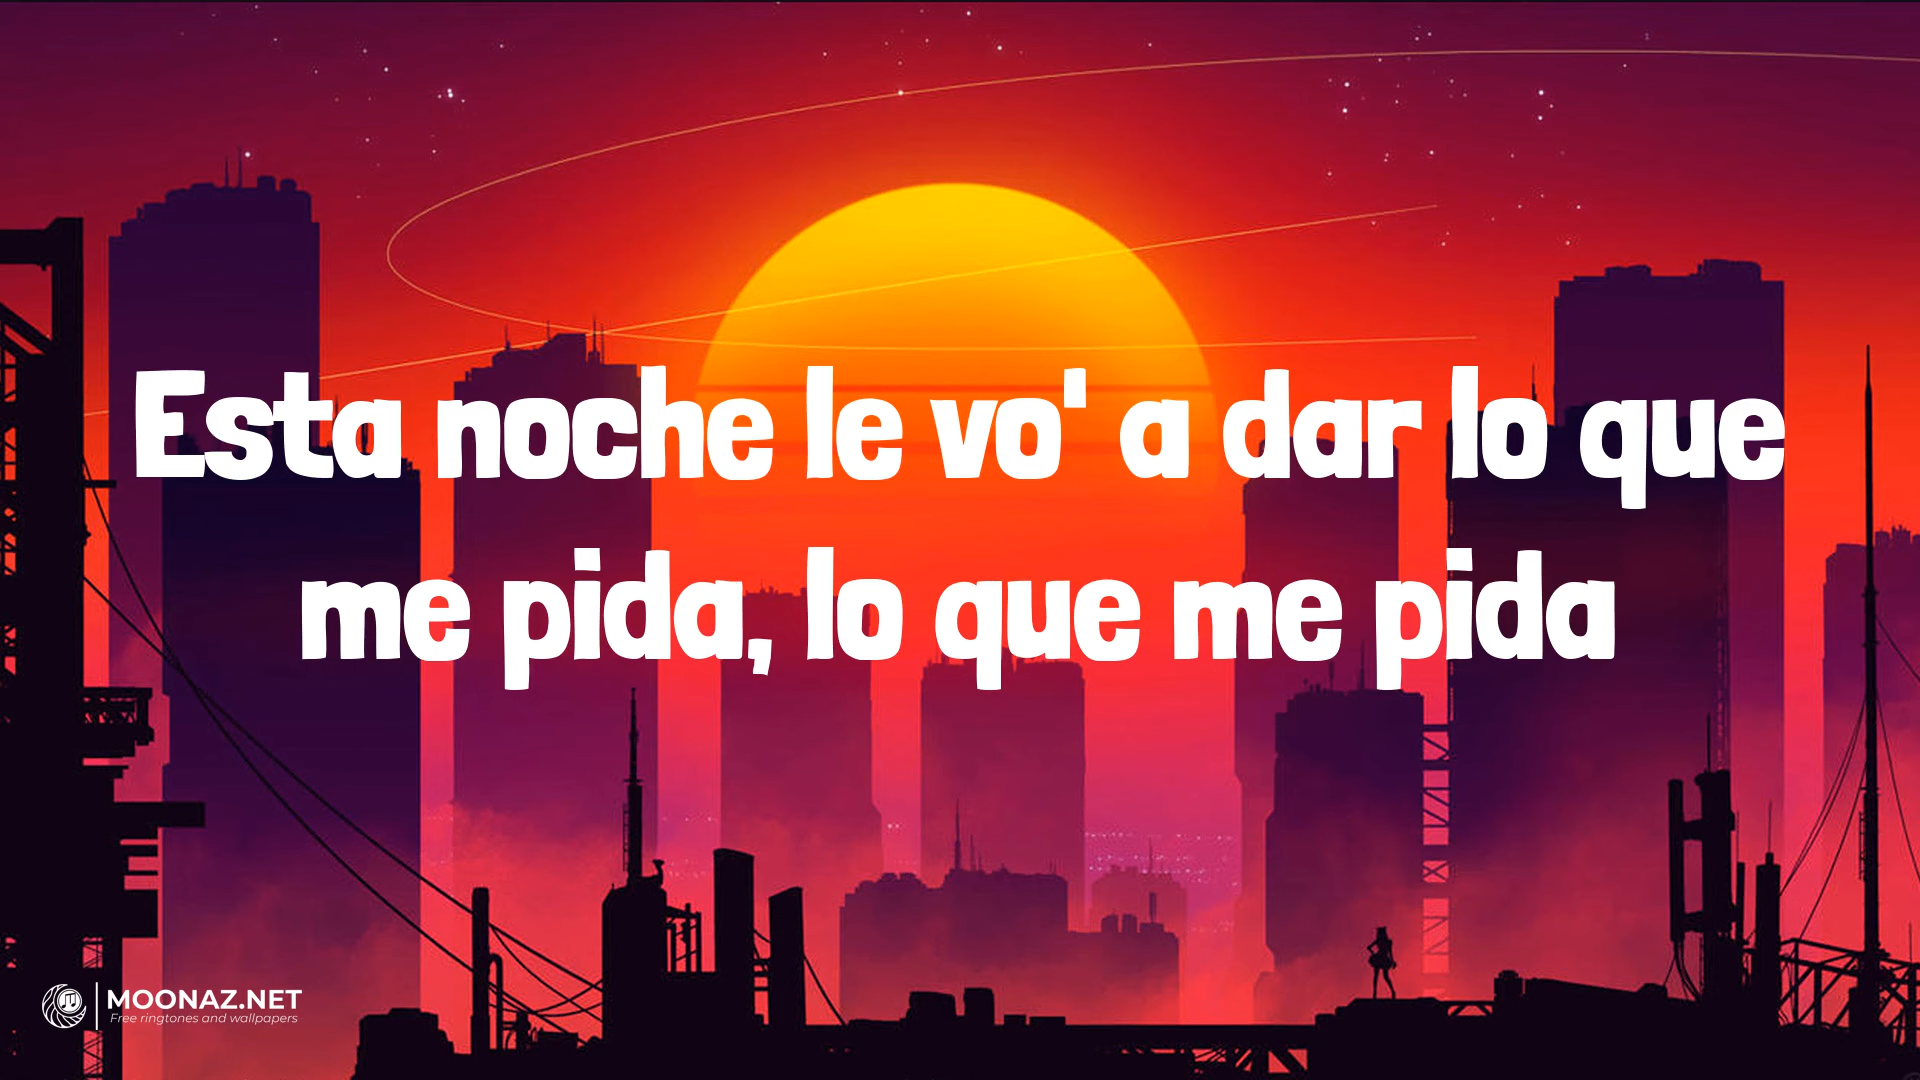 Esta noche le vo' a dar lo que
me pida, lo que me pida
MOONAZ.NET
Free ringtones and wallpapers